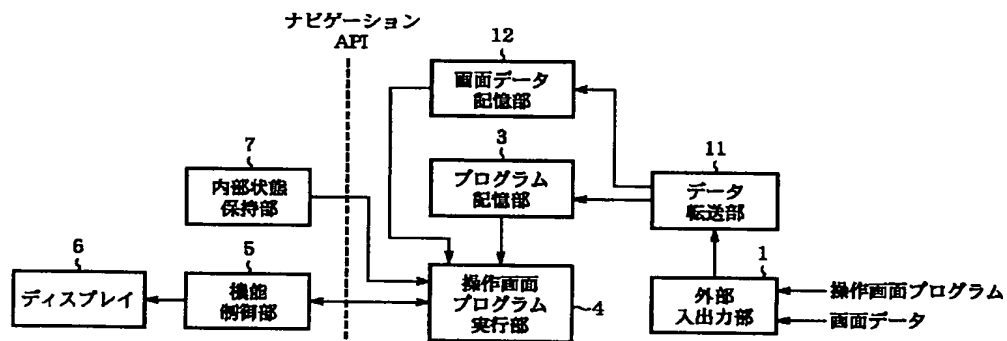 ナビゲーション
API
12
画面データ
記憶部
3
プログラム
記憶部
11
データ
転送部
7
内部状態
保持部
6
ディスプレイ
5
機能
制御部
操作画面
プログラム
実行部
4
1
外部
入出力部
操作画面プログラム
画面データ